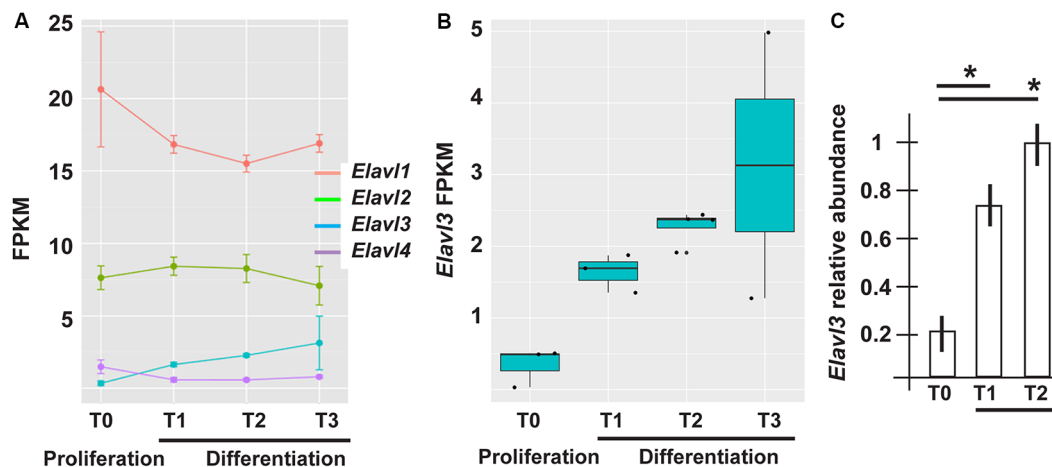 A
FPKM
25
20
15
10
5
T0 T1 T2 T3
Proliferation Differentiation
Elavl1
Elavl2
Elavl3
Elavl4
B
Elavl3 FPKM
5
4
3
2
1
T0 T1 T2 T3
Proliferation Differentiation
C
Elavl3 relative abundance
* *
1
0.8
0.6
0.4
0.2
T0 T1 T2